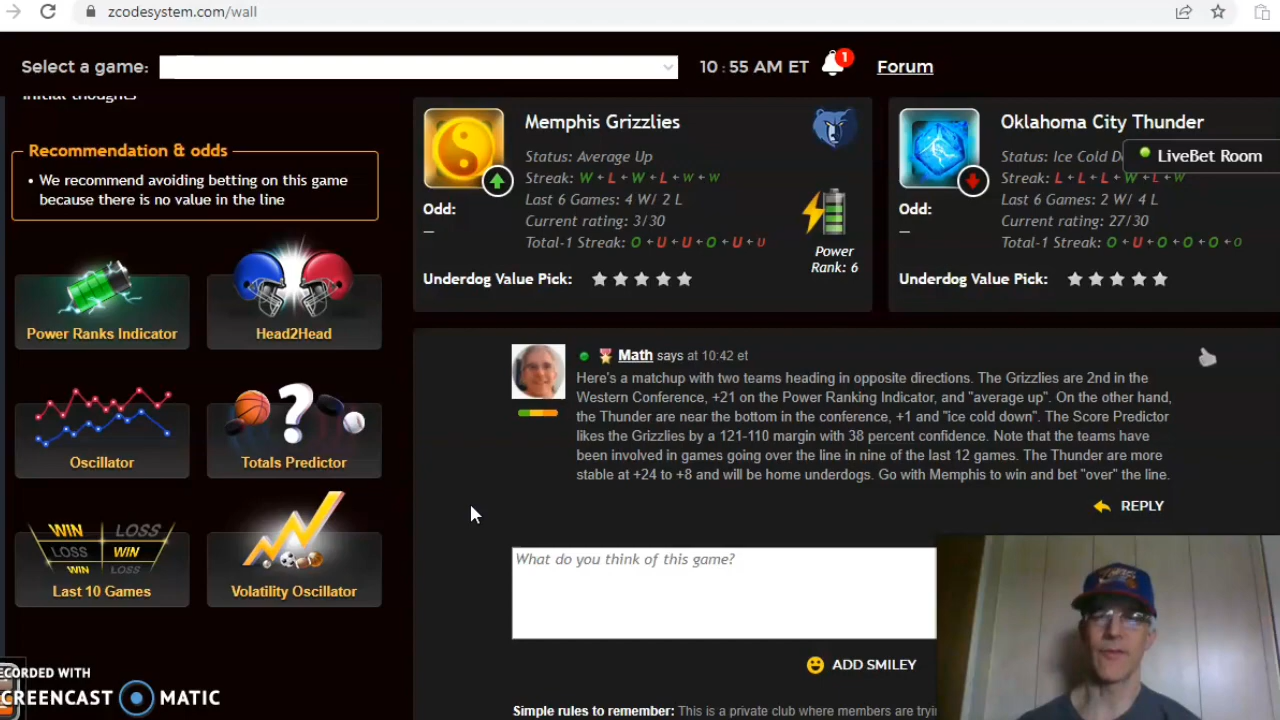 zcodesystem.com/wall
Select a game:
10:55 AM ET
1
Forum
initial thoughts
Recommendation & odds
• We recommend avoiding betting on this game
because there is no value in the line
Power Ranks Indicator
Head2Head
Oscillator
Totals Predictor
WIN LOSS
LOSS WIN
WIN LOSS
Last 10 Games
Volatility Oscillator
Memphis Grizzlies
Status: Average Up
Streak: W + L + W + L + W + W
Last 6 Games: 4 W/ 2 L
Odd:
Current rating: 3/30
—
Total-1 Streak: O + U + U + O + U + U
Power
Rank: 6
Underdog Value Pick:
Oklahoma City Thunder
Status: Ice Cold D
LiveBet Room
Streak: L + L + L + W + L + W
Last 6 Games: 2 W/ 4 L
Odd:
Current rating: 27/30
—
Total-1 Streak: O + U + O + O + O + O
Underdog Value Pick:
Math says at 10:42 et
Here's a matchup with two teams heading in opposite directions. The Grizzlies are 2nd in the
Western Conference, +21 on the Power Ranking Indicator, and "average up". On the other hand,
the Thunder are near the bottom in the conference, +1 and "ice cold down". The Score Predictor
likes the Grizzlies by a 121-110 margin with 38 percent confidence. Note that the teams have
been involved in games going over the line in nine of the last 12 games. The Thunder are more
stable at +24 to +8 and will be home underdogs. Go with Memphis to win and bet "over" the line.
REPLY
What do you think of this game?
ADD SMILEY
Simple rules to remember: This is a private club where members are tryi
ECORDED WITH
CREENCAST MATIC